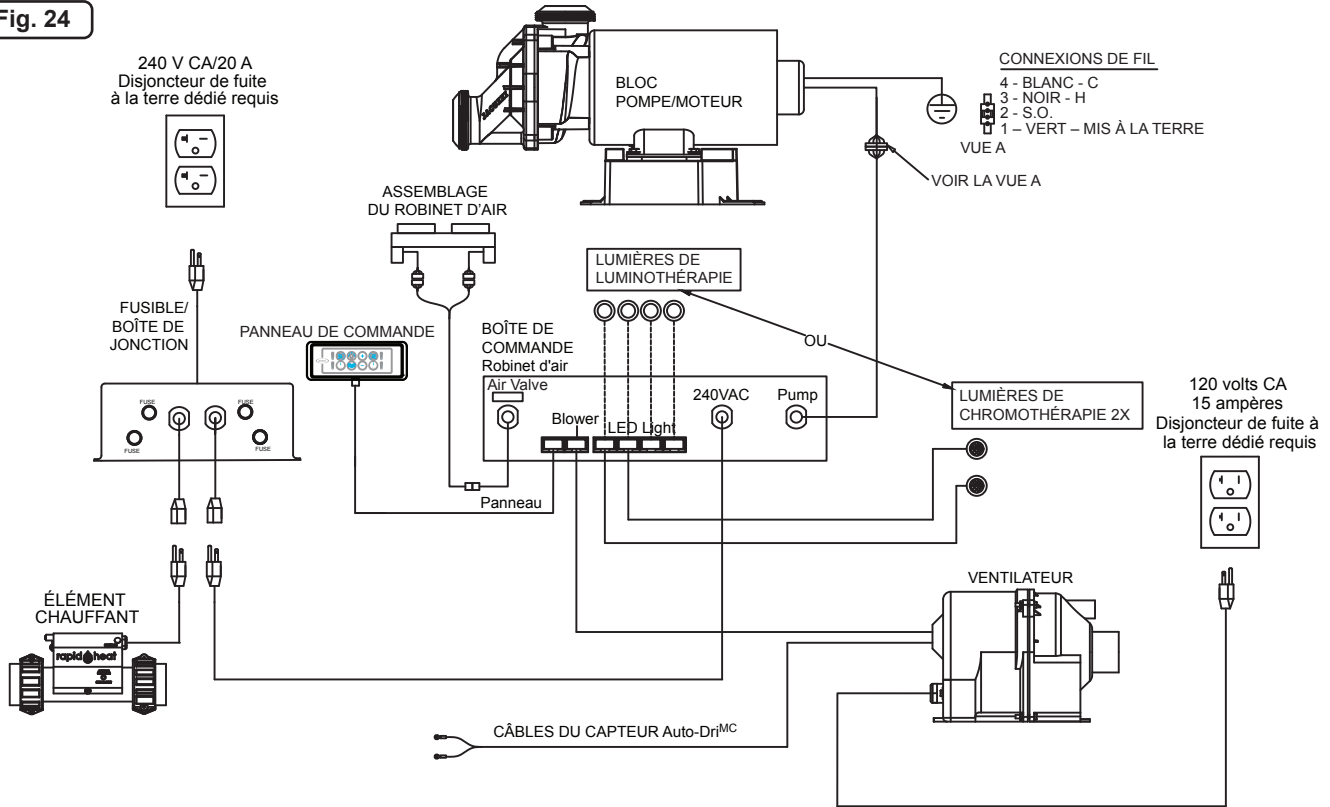 Fig. 24
240 V CA/20 A
Disjoncteur de fuite
à la terre dédié requis
BLOC
POMPE/MOTEUR
CONNEXIONS DE FIL
4 - BLANC - C
3 - NOIR - H
2 - S.O.
1 – VERT – MIS À LA TERRE
VUE A
VOIR LA VUE A
ASSEMBLAGE
DU ROBINET D'AIR
LUMIÈRES DE
LUMINOTHÉRAPIE
OU
FUSIBLE/
BOÎTE DE
JONCTION
PANNEAU DE COMMANDE
BOÎTE DE
COMMANDE
Robinet d'air
Air Valve
Blower
LED Light
240VAC
Pump
LUMIÈRES DE
CHROMOTHÉRAPIE 2X
120 volts CA
15 ampères
Disjoncteur de fuite à
la terre dédié requis
FUSE
FUSE
FUSE
FUSE
Panneau
ÉLÉMENT
CHAUFFANT
rapid heat
VENTILATEUR
CÂBLES DU CAPTEUR Auto-DriMC